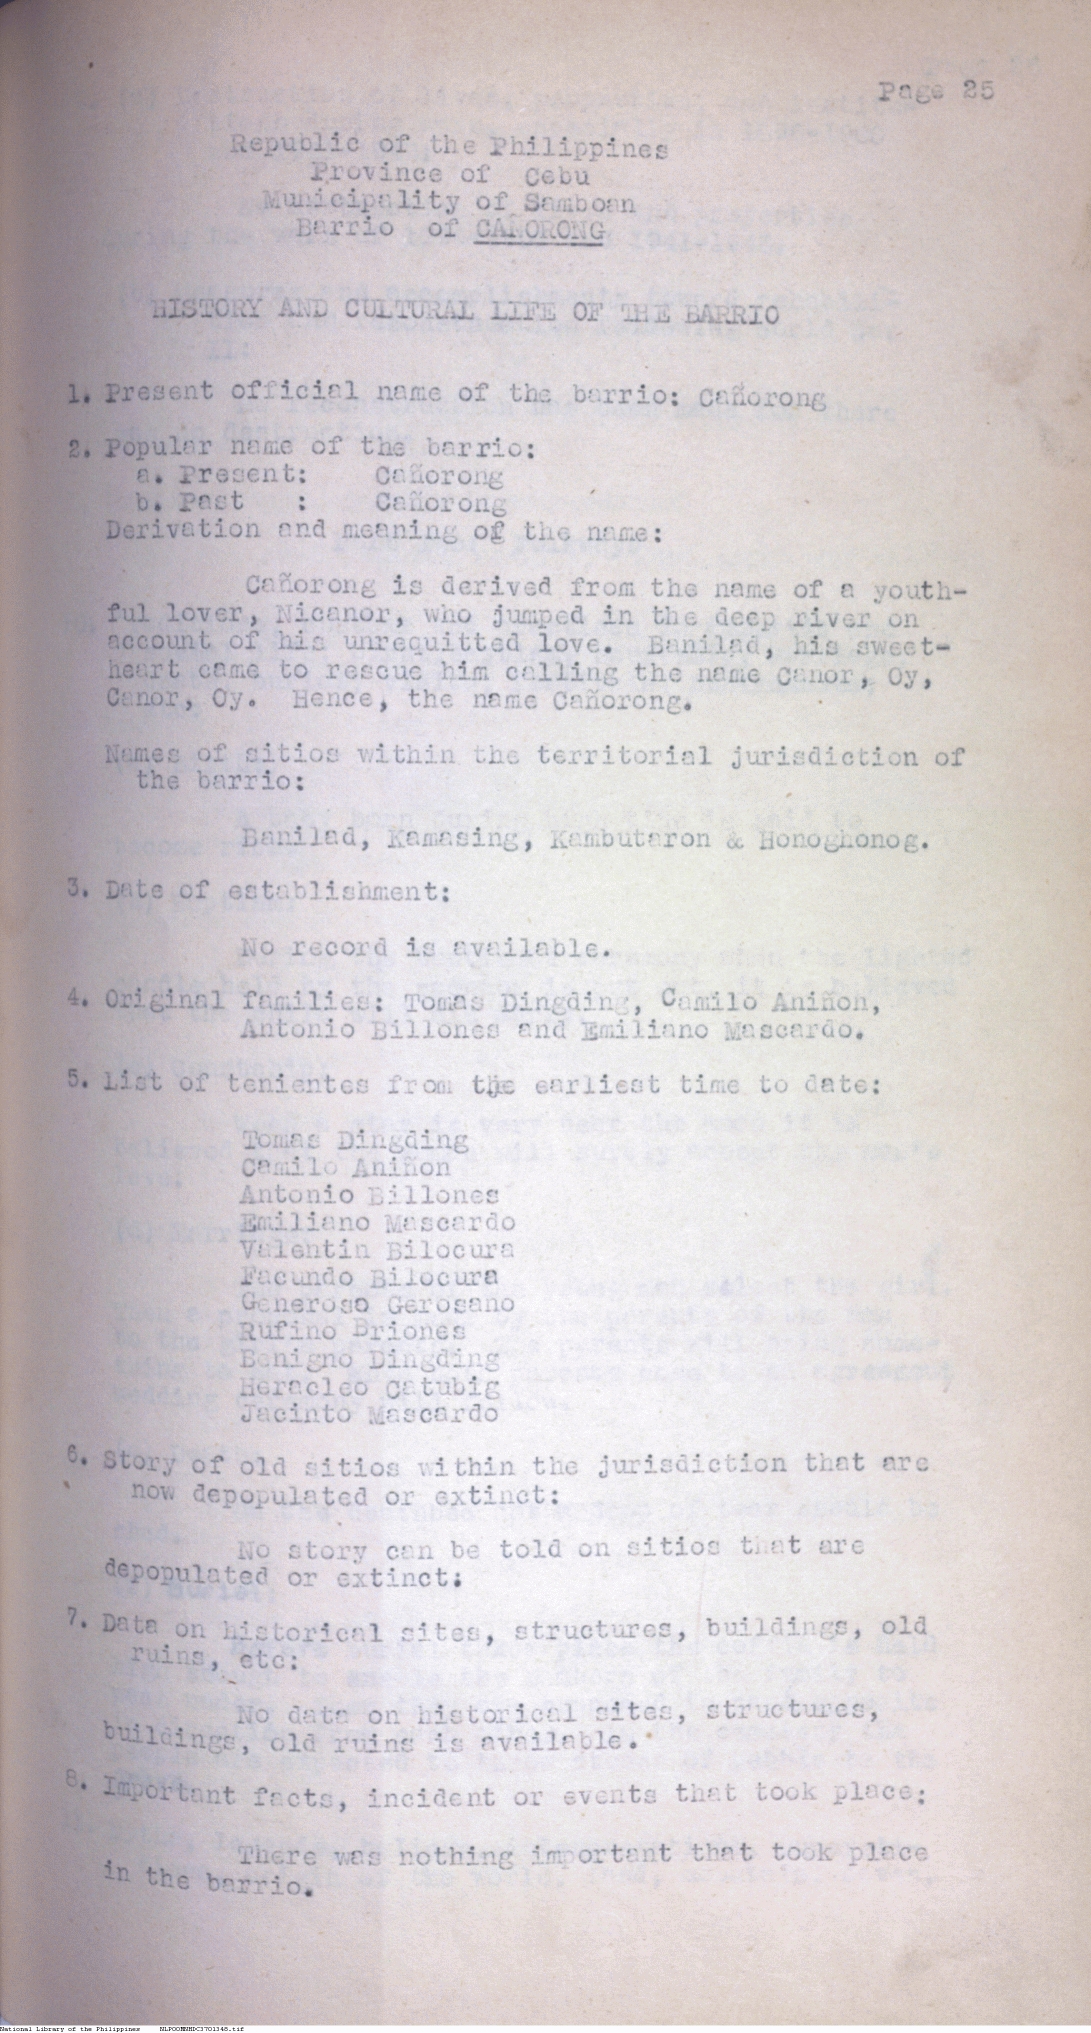 Page 25
Republic of the Philippines
Province of Cebu
Municipality of Samboan
Barrio of CAÑORONG
HISTORY AND CULTURAL LIFE OF THE BARRIO
1. Present official name of the barrio: Cañorong
2. Popular name of the barrio:
a. Present: Cañorong
b. Past : Cañorong
Derivation and meaning of the name:
Cañorong is derived from the name of a youth-
ful lover, Nicanor, who jumped in the deep river on
account of his unrequitted love. Banilad, his sweet-
heart came to rescue him calling the name Canor, Oy,
Canor, Oy. Hence, the name Cañorong.
Names of sitios within the territorial jurisdiction of
the barrio:
Banilad, Kamasing, Kambutaron & Honoghonog.
3. Date of establishment:
No record is available.
4. Original families: Tomas Dingding, Camilo Aniñon,
Antonio Billones and Emiliano Mascardo.
5. List of tenientes from the earliest time to date:
Tomas Dingding
Camilo Aniñon
Antonio Billones
Emiliano Mascardo
Valentin Bilocura
Facundo Bilocura
Generoso Gerosano
Rufino Briones
Benigno Dingding
Heracleo Catubig
Jacinto Mascardo
6. Story of old sitios within the jurisdiction that are
now depopulated or extinct:
No story can be told on sitios that are
depopulated or extinct:
7. Data on historical sites, structures, buildings, old
ruins, etc:
No data on historical sites, structures,
buildings, old ruins is available.
8. Important facts, incident or events that took place:
There was nothing important that took place
in the barrio.
National Library of the Philippines NLPOOMNHDC3701348.tif